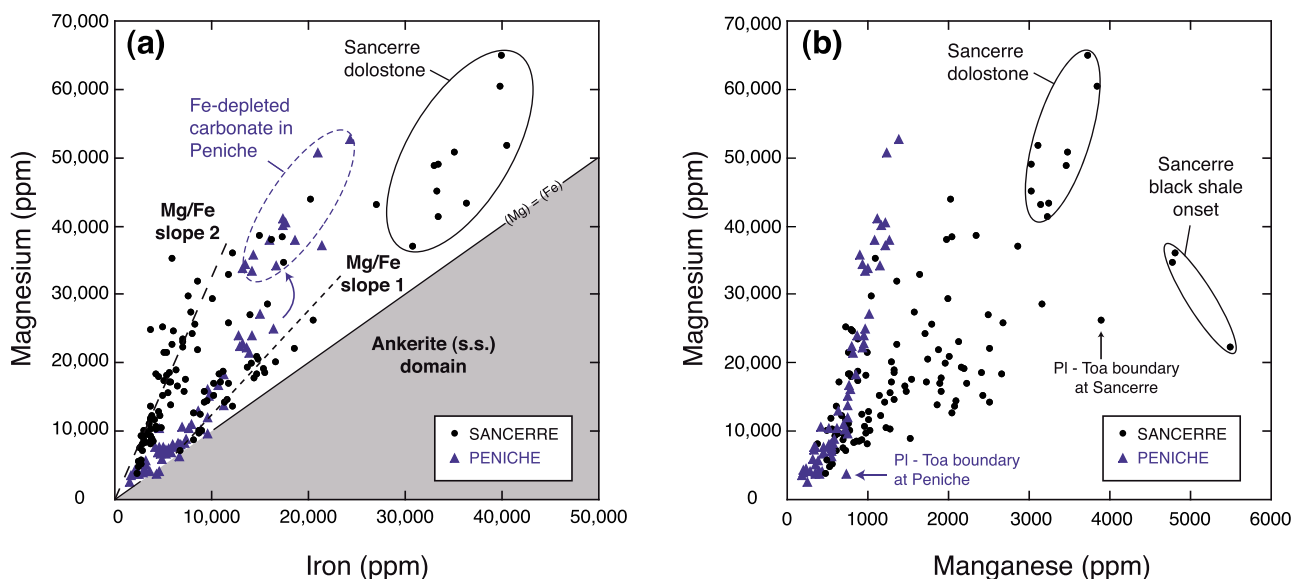 (a)
70,000
60,000
50,000
40,000
30,000
20,000
10,000
0
Magnesium (ppm)
Sancerre
dolostone
Fe-depleted
carbonate in
Peniche
Mg/Fe
slope 2
Mg/Fe
slope 1
(Mg) = (Fe)
Ankerite (s.s.)
domain
SANCERRE
PENICHE
0
10,000
20,000
30,000
40,000
50,000
Iron (ppm)
(b)
70,000
60,000
50,000
40,000
30,000
20,000
10,000
0
Magnesium (ppm)
Sancerre
dolostone
Sancerre
black shale
onset
Pl - Toa boundary
at Sancerre
Pl - Toa boundary
at Peniche
SANCERRE
PENICHE
0
1000
2000
3000
4000
5000
6000
Manganese (ppm)